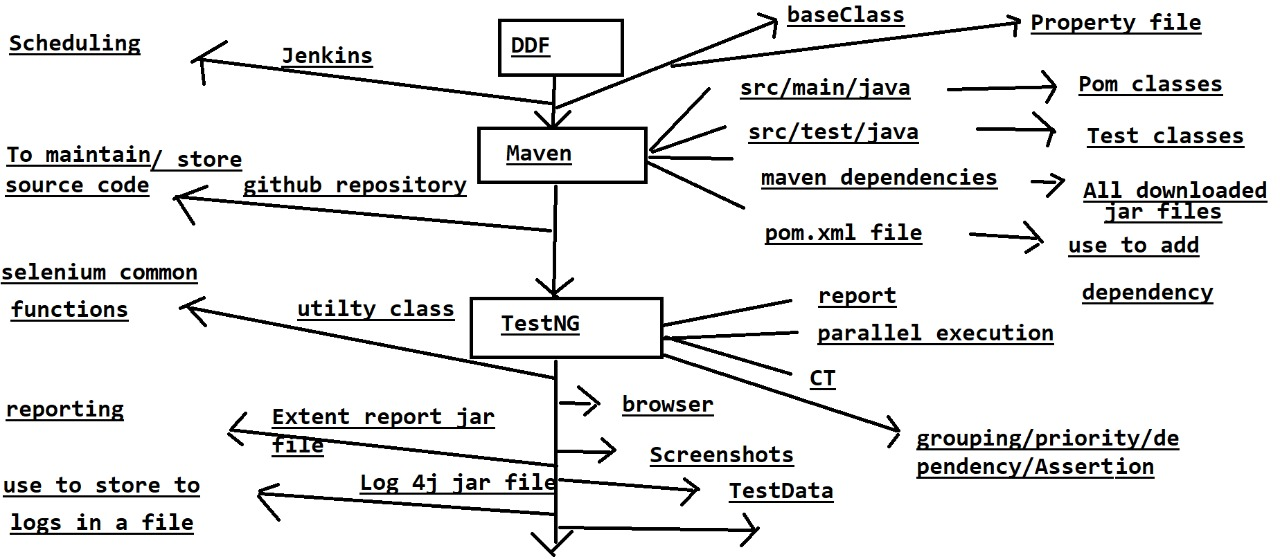 baseClass
Property file
Scheduling
Jenkins
DDF
src/main/java
Pom classes
src/test/java
Test classes
To maintain/ store
source code
github repository
Maven
maven dependencies
All downloaded
jar files
pom.xml file
use to add
dependency
selenium common
functions
utilty class
TestNG
report
parallel execution
CT
browser
reporting
Extent report jar
file
grouping/priority/de
pendency/Assertion
Screenshots
use to store to
logs in a file
Log 4j jar file
TestData